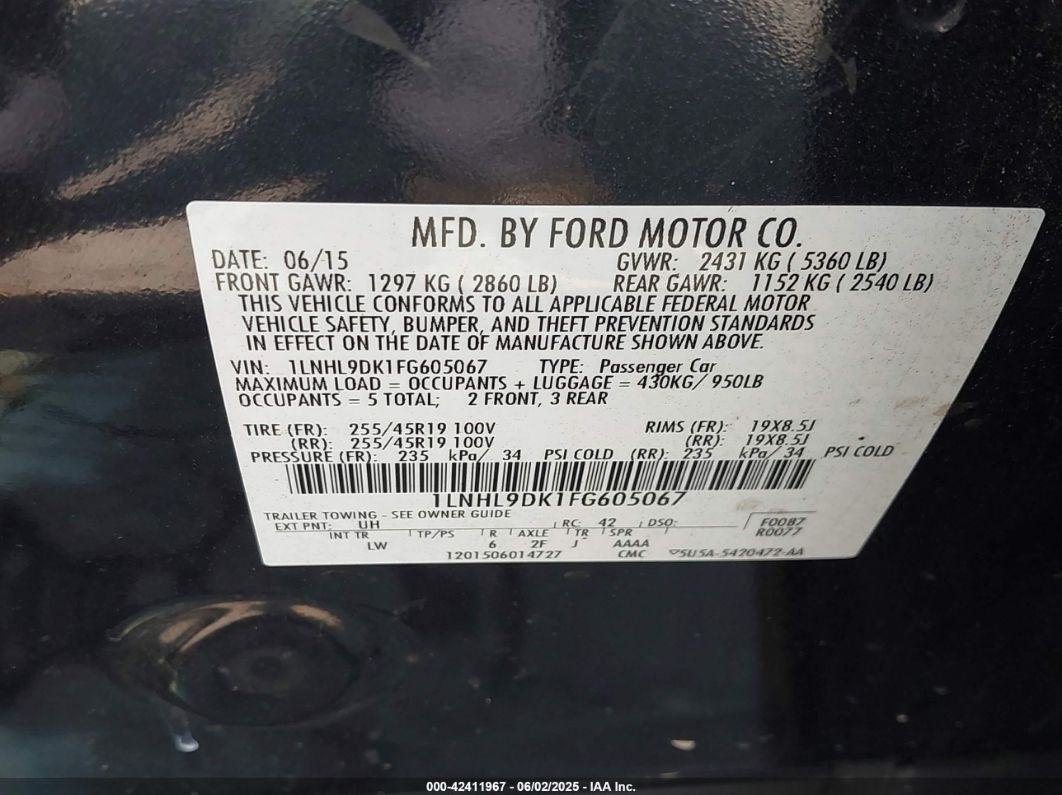 MFD. BY FORD MOTOR CO.
DATE: 06/15 GVWR: 2431 KG ( 5360 LB)
FRONT GAWR: 1297 KG ( 2860 LB) REAR GAWR: 1152 KG ( 2540 LB)
THIS VEHICLE CONFORMS TO ALL APPLICABLE FEDERAL MOTOR
VEHICLE SAFETY, BUMPER, AND THEFT PREVENTION STANDARDS
IN EFFECT ON THE DATE OF MANUFACTURE SHOWN ABOVE.
VIN: 1LNHL9DK1FG605067 TYPE: Passenger Car
MAXIMUM LOAD = OCCUPANTS + LUGGAGE = 430KG/ 950LB
OCCUPANTS = 5 TOTAL; 2 FRONT, 3 REAR
TIRE (FR): 255/45R19 100V RIMS (FR): 19X8.5J
(RR): 255/45R19 100V (RR): 19X8.5J
PRESSURE (FR): 235 kPa/ 34 PSI COLD (RR): 235 kPa/ 34 PSI COLD
1LNHL9DK1FG605067
TRAILER TOWING - SEE OWNER GUIDE
EXT PNT: UH RC: 42 DSO: F0087
INT TR TP/PS R AXLE TR SPR R0077
LW 6 2F J AAAA
1201506014727 CMC 5U5A-5420472-AA
000-42411967 - 06/02/2025 - IAA Inc.